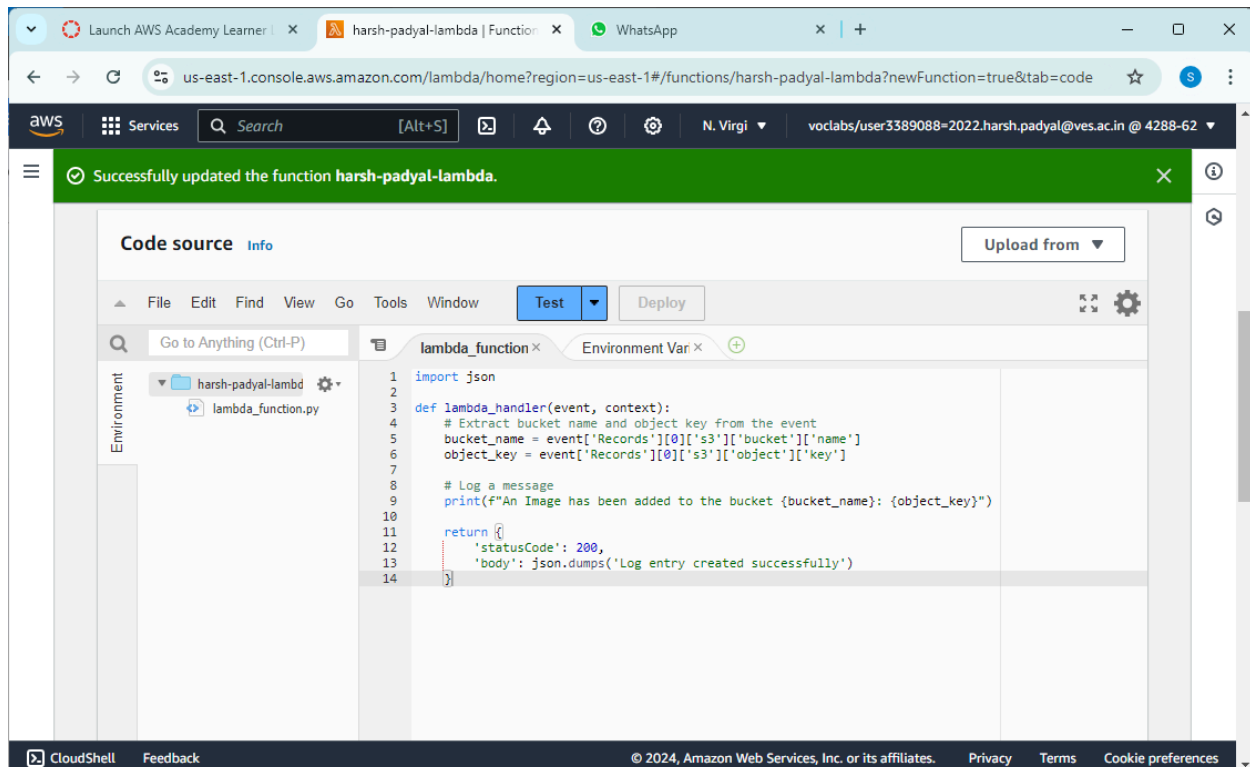 Launch AWS Academy Learner L
harsh-padyal-lambda | Function
WhatsApp
us-east-1.console.aws.amazon.com/lambda/home?region=us-east-1#/functions/harsh-padyal-lambda?newFunction=true&tab=code
S
aws
Services
Search
[Alt+S]
N. Virgi
voclabs/user3389088=2022.harsh.padyal@ves.ac.in @ 4288-62
Successfully updated the function harsh-padyal-lambda.
Code source Info
Upload from
File Edit Find View Go Tools Window Test Deploy
Go to Anything (Ctrl-P)
lambda_function
Environment Vari
Environment
harsh-padyal-lambd
lambda_function.py
1 import json
2
3 def lambda_handler(event, context):
4     # Extract bucket name and object key from the event
5     bucket_name = event['Records'][0]['s3']['bucket']['name']
6     object_key = event['Records'][0]['s3']['object']['key']
7
8     # Log a message
9     print(f"An Image has been added to the bucket {bucket_name}: {object_key}")
10
11     return {
12         'statusCode': 200,
13         'body': json.dumps('Log entry created successfully')
14     }
CloudShell Feedback © 2024, Amazon Web Services, Inc. or its affiliates. Privacy Terms Cookie preferences